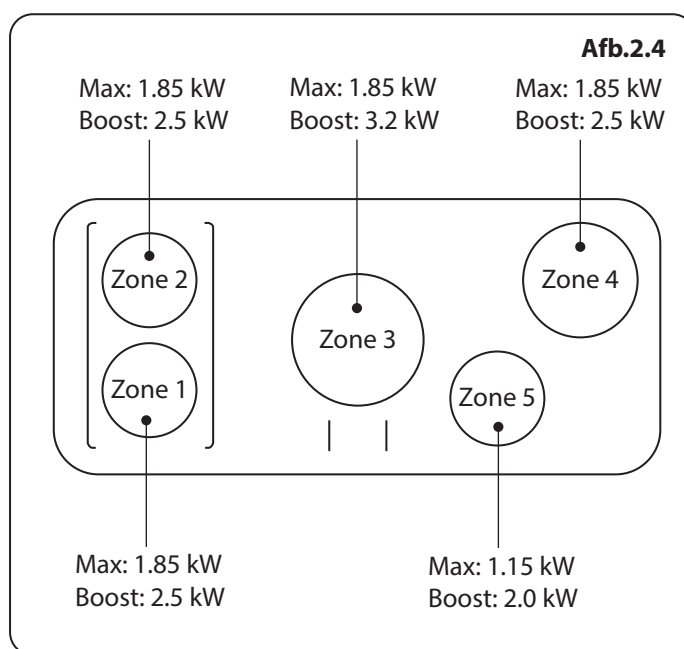 Afb.2.4
Max: 1.85 kW
Boost: 2.5 kW
Max: 1.85 kW
Boost: 3.2 kW
Max: 1.85 kW
Boost: 2.5 kW
Zone 2
Zone 4
Zone 3
Zone 1
Zone 5
Max: 1.85 kW
Boost: 2.5 kW
Max: 1.15 kW
Boost: 2.0 kW